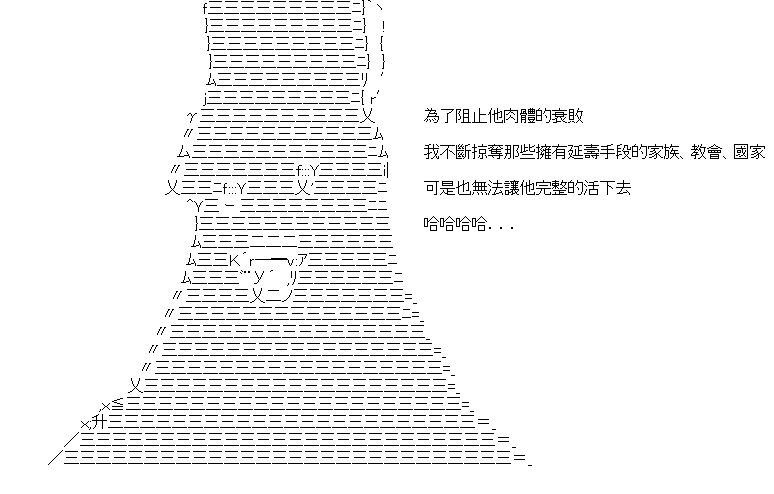 為了阻止他肉體的衰敗
我不斷掠奪那些擁有延壽手段的家族、教會、國家
可是也無法讓他完整的活下去
哈哈哈哈...